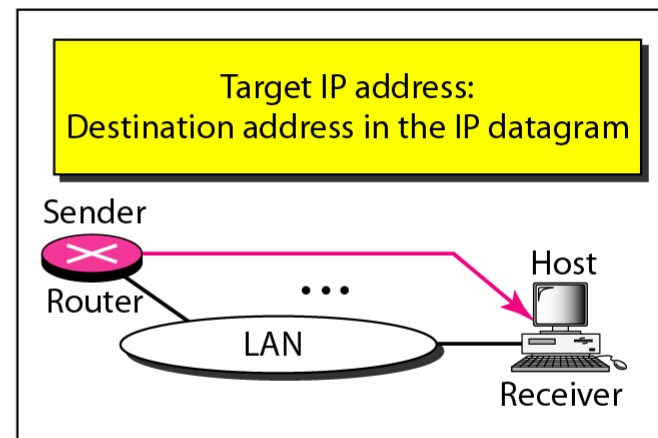 Target IP address:
Destination address in the IP datagram
Sender
Router
Host
LAN
Receiver